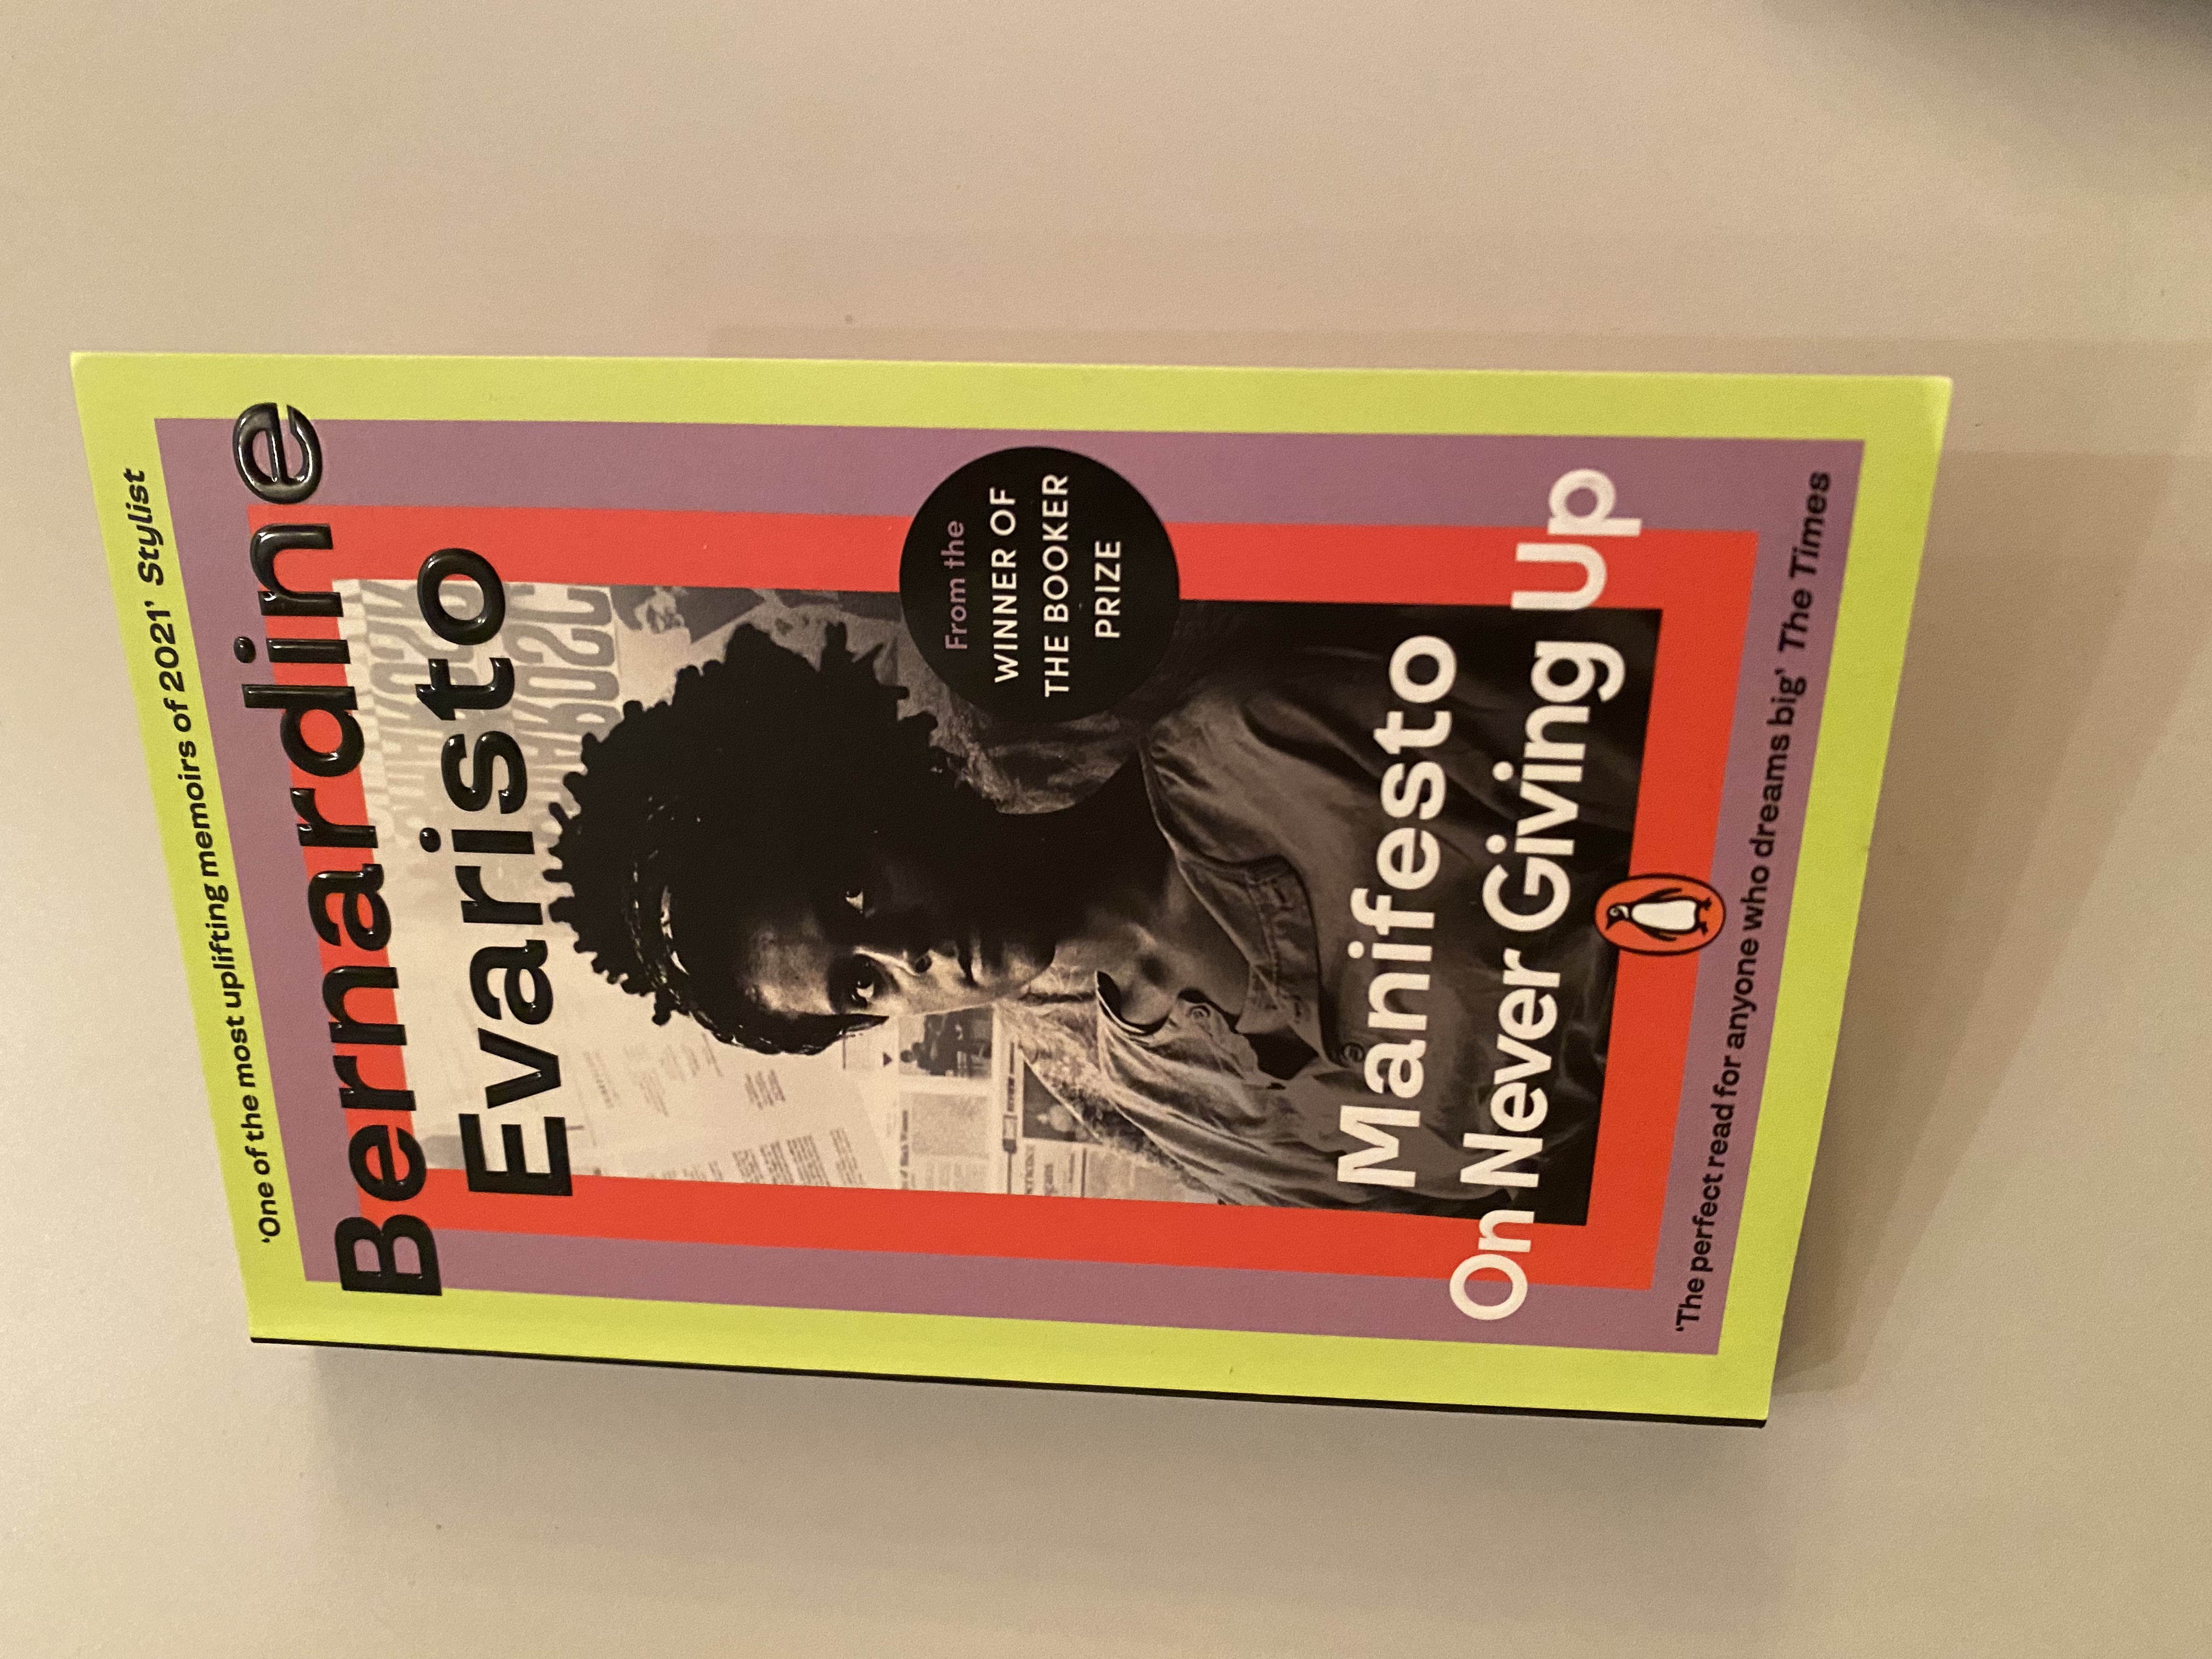 ‘One of the most uplifting memoirs of 2021’ Stylist
Bernardine
Evaristo
From the
WINNER OF
THE BOOKER
PRIZE
Manifesto
On Never Giving Up
‘The perfect read for anyone who dreams big’ The Times